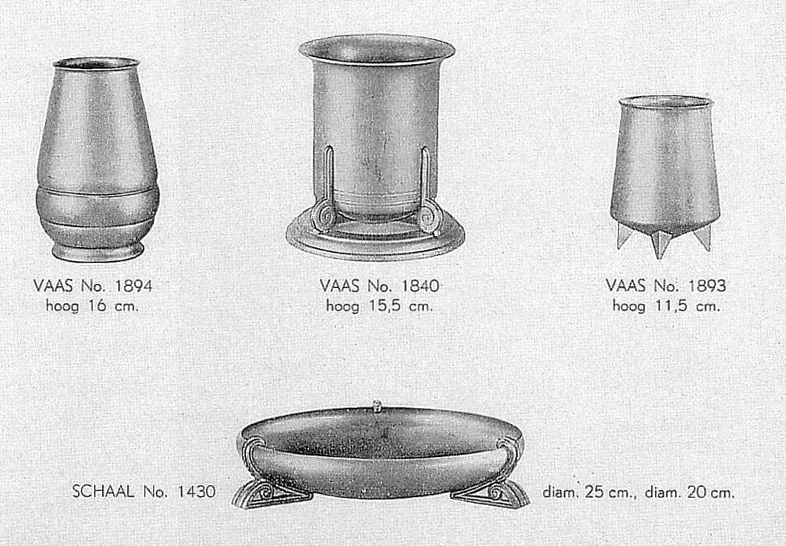 VAAS No. 1894
hoog 16 cm.
VAAS No. 1840
hoog 15,5 cm.
VAAS No. 1893
hoog 11,5 cm.
SCHAAL No. 1430
diam. 25 cm., diam. 20 cm.